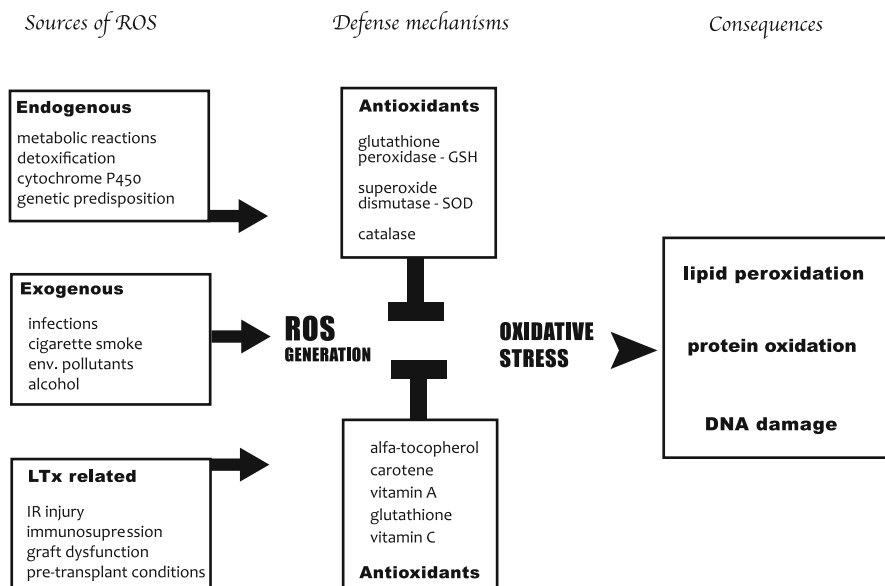 Sources of ROS
Defense mechanisms
Consequences
Endogenous
metabolic reactions
detoxification
cytochrome P450
genetic predisposition
Exogenous
infections
cigarette smoke
env. pollutants
alcohol
LTx related
IR injury
immunosupression
graft dysfunction
pre-transplant conditions
ROS
GENERATION
Antioxidants
glutathione
peroxidase - GSH
superoxide
dismutase - SOD
catalase
alfa-tocopherol
carotene
vitamin A
glutathione
vitamin C
Antioxidants
OXIDATIVE
STRESS
lipid peroxidation
protein oxidation
DNA damage